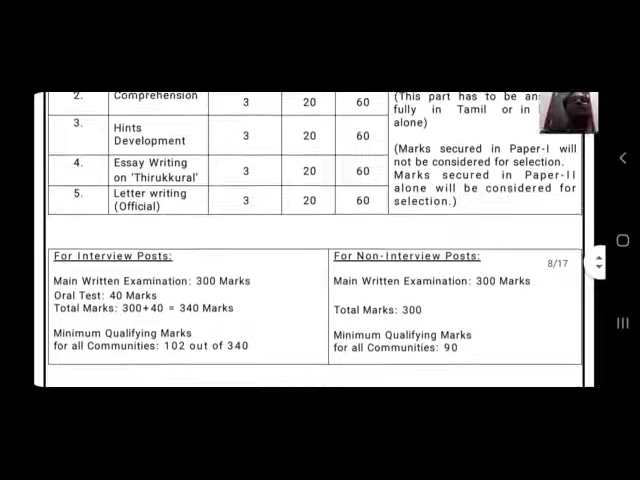 2. Comprehension 3 20 60
3. Hints Development 3 20 60
4. Essay Writing on 'Thirukkural' 3 20 60
5. Letter writing (Official) 3 20 60
(This part has to be
fully in Tamil or in
alone)
(Marks secured in Paper-I will
not be considered for selection.
Marks secured in Paper-II
alone will be considered for
selection.)
For Interview Posts:
Main Written Examination: 300 Marks
Oral Test: 40 Marks
Total Marks: 300+40 = 340 Marks
Minimum Qualifying Marks
for all Communities: 102 out of 340
For Non-Interview Posts:
8/17
Main Written Examination: 300 Marks
Total Marks: 300
Minimum Qualifying Marks
for all Communities: 90